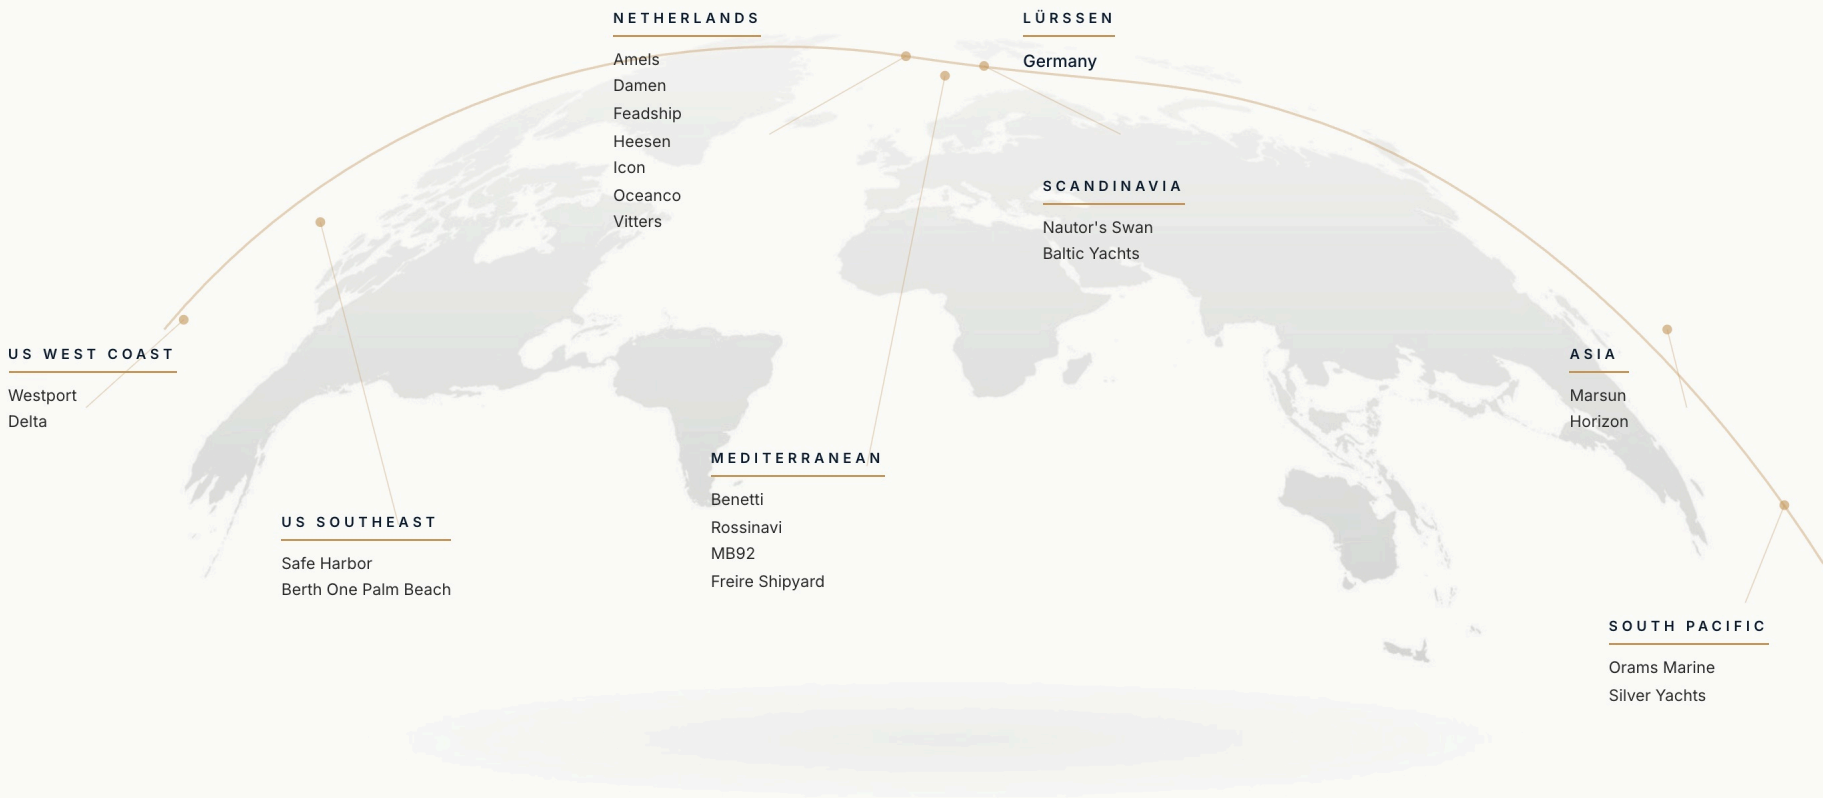 NETHERLANDS
Amels
Damen
Feadship
Heesen
Icon
Oceanco
Vitters
LÜRSSEN
Germany
SCANDINAVIA
Nautor's Swan
Baltic Yachts
US WEST COAST
Westport
Delta
ASIA
Marsun
Horizon
MEDITERRANEAN
Benetti
Rossinavi
MB92
Freire Shipyard
US SOUTHEAST
Safe Harbor
Berth One Palm Beach
SOUTH PACIFIC
Orams Marine
Silver Yachts